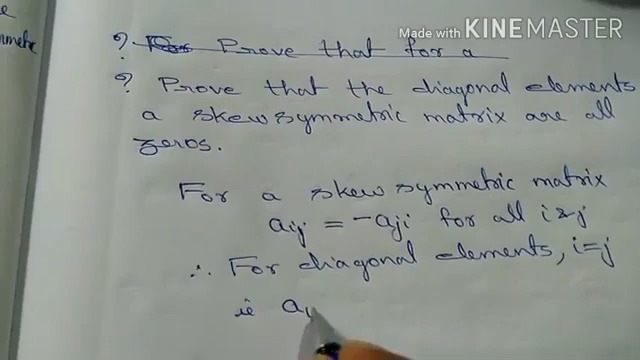 e
mmetric
Made with KINEMASTER
? Prove that for a
? Prove that the diagonal elements
a skew symmetric matrix are all
zeros.
For a skew symmetric matrix
aij = -aji for all i & j
∴ For diagonal elements, i=j
ie a